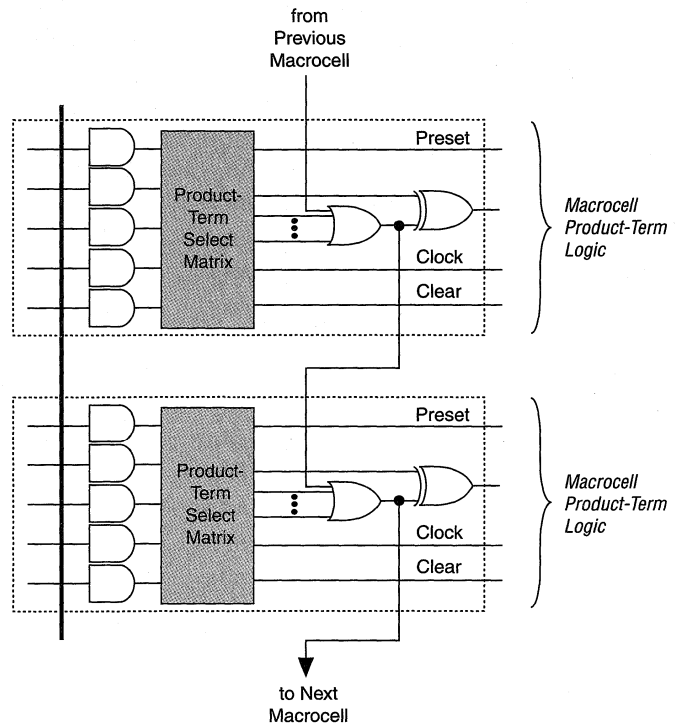 from
Previous
Macrocell
Preset
Product-
Term
Select
Matrix
Clock
Clear
Macrocell
Product-Term
Logic
Preset
Product-
Term
Select
Matrix
Clock
Clear
Macrocell
Product-Term
Logic
to Next
Macrocell